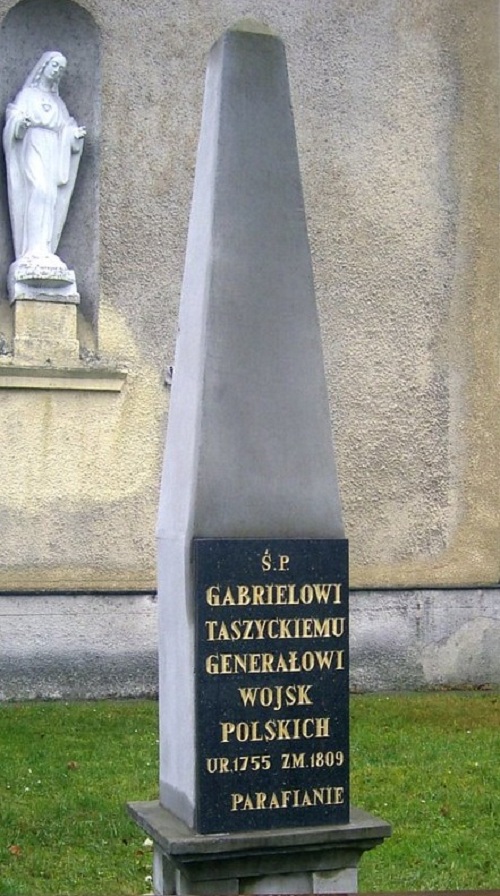 Ś.P.
GABRIELOWI
TASZYCKIEMU
GENERAŁOWI
WOJSK
POLSKICH
UR.1755 ZM.1809
PARAFIANIE